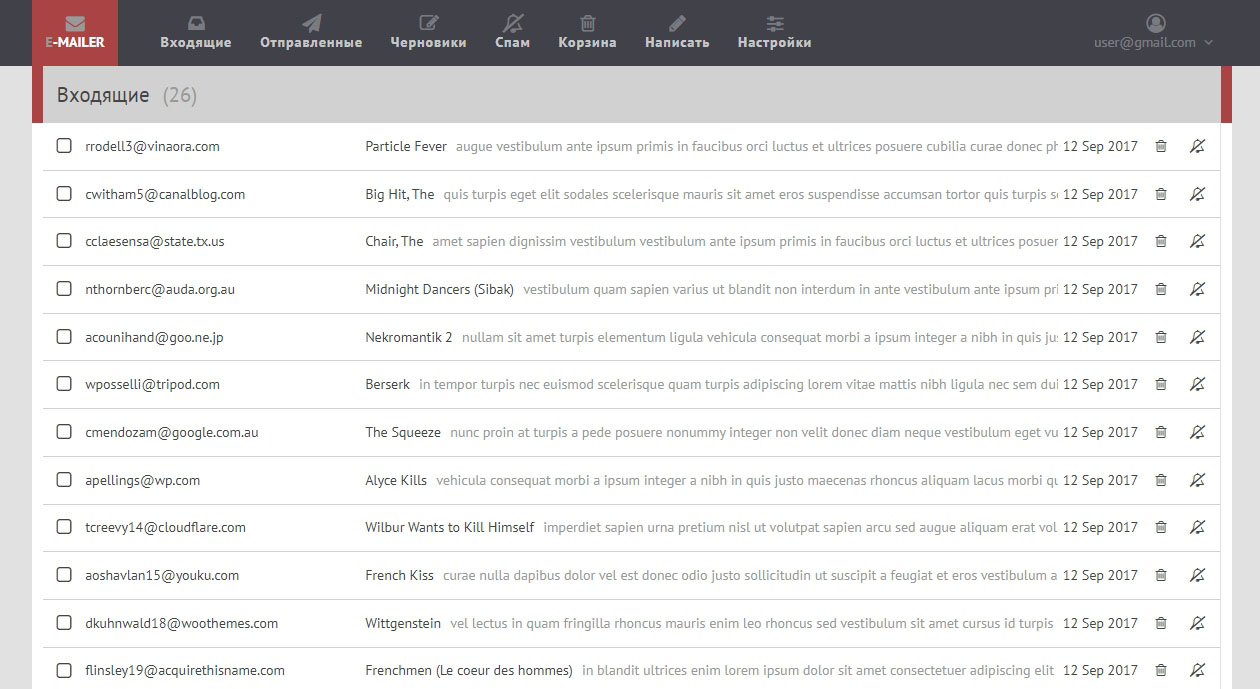 E-MAILER Входящие Отправленные Черновики Спам Корзина Написать Настройки user@gmail.com
Входящие (26)
rrodell3@vinaora.com Particle Fever augue vestibulum ante ipsum primis in faucibus orci luctus et ultrices posuere cubilia curae donec ph 12 Sep 2017
cwitham5@canalblog.com Big Hit, The quis turpis eget elit sodales scelerisque mauris sit amet eros suspendisse accumsan tortor quis turpis se 12 Sep 2017
cclaesensa@state.tx.us Chair, The amet sapien dignissim vestibulum vestibulum ante ipsum primis in faucibus orci luctus et ultrices posuer 12 Sep 2017
nthornberc@auda.org.au Midnight Dancers (Sibak) vestibulum quam sapien varius ut blandit non interdum in ante vestibulum ante ipsum pri 12 Sep 2017
acounihand@goo.ne.jp Nekromantik 2 nullam sit amet turpis elementum ligula vehicula consequat morbi a ipsum integer a nibh in quis jus 12 Sep 2017
wposselli@tripod.com Berserk in tempor turpis nec euismod scelerisque quam turpis adipiscing lorem vitae mattis nibh ligula nec sem dui 12 Sep 2017
cmendozam@google.com.au The Squeeze nunc proin at turpis a pede posuere nonummy integer non velit donec diam neque vestibulum eget vu 12 Sep 2017
apellings@wp.com Alyce Kills vehicula consequat morbi a ipsum integer a nibh in quis justo maecenas rhoncus aliquam lacus morbi qu 12 Sep 2017
tcreevy14@cloudflare.com Wilbur Wants to Kill Himself imperdiet sapien urna pretium nisl ut volutpat sapien arcu sed augue aliquam erat vol 12 Sep 2017
aoshavlan15@youku.com French Kiss curae nulla dapibus dolor vel est donec odio justo sollicitudin ut suscipit a feugiat et eros vestibulum a 12 Sep 2017
dkuhnwald18@woothemes.com Wittgenstein vel lectus in quam fringilla rhoncus mauris enim leo rhoncus sed vestibulum sit amet cursus id turpis 12 Sep 2017
flinsley19@acquirethisname.com Frenchmen (Le coeur des hommes) in blandit ultrices enim lorem ipsum dolor sit amet consectetuer adipiscing elit 12 Sep 2017